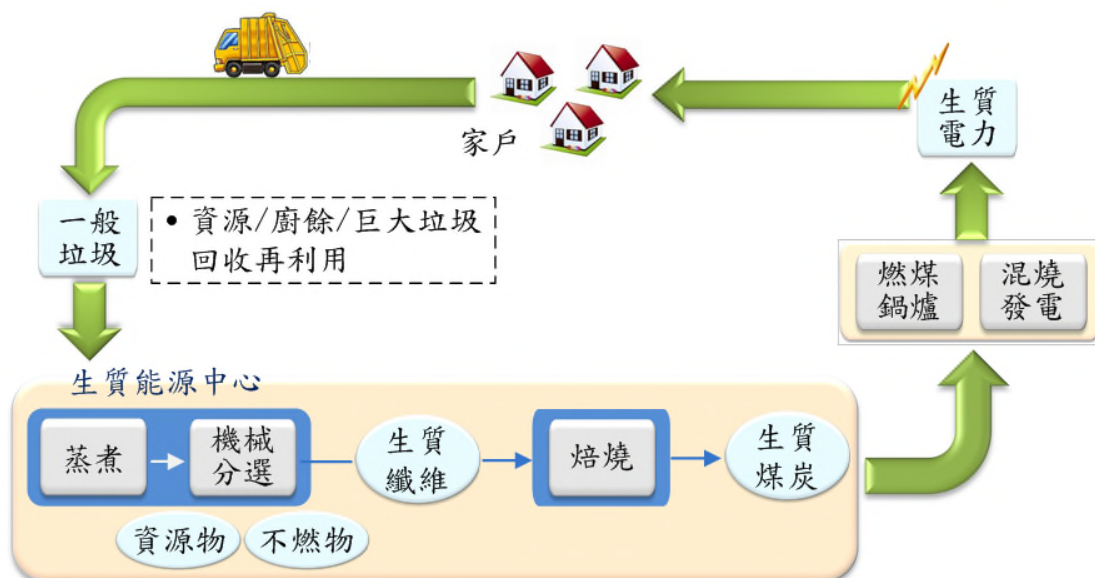 家戶
生質
電力
一般
垃圾
• 資源/廚餘/巨大垃圾
回收再利用
燃煤
鍋爐
混燒
發電
生質能源中心
蒸煮
機械
分選
生質
纖維
焙燒
生質
煤炭
資源物
不燃物